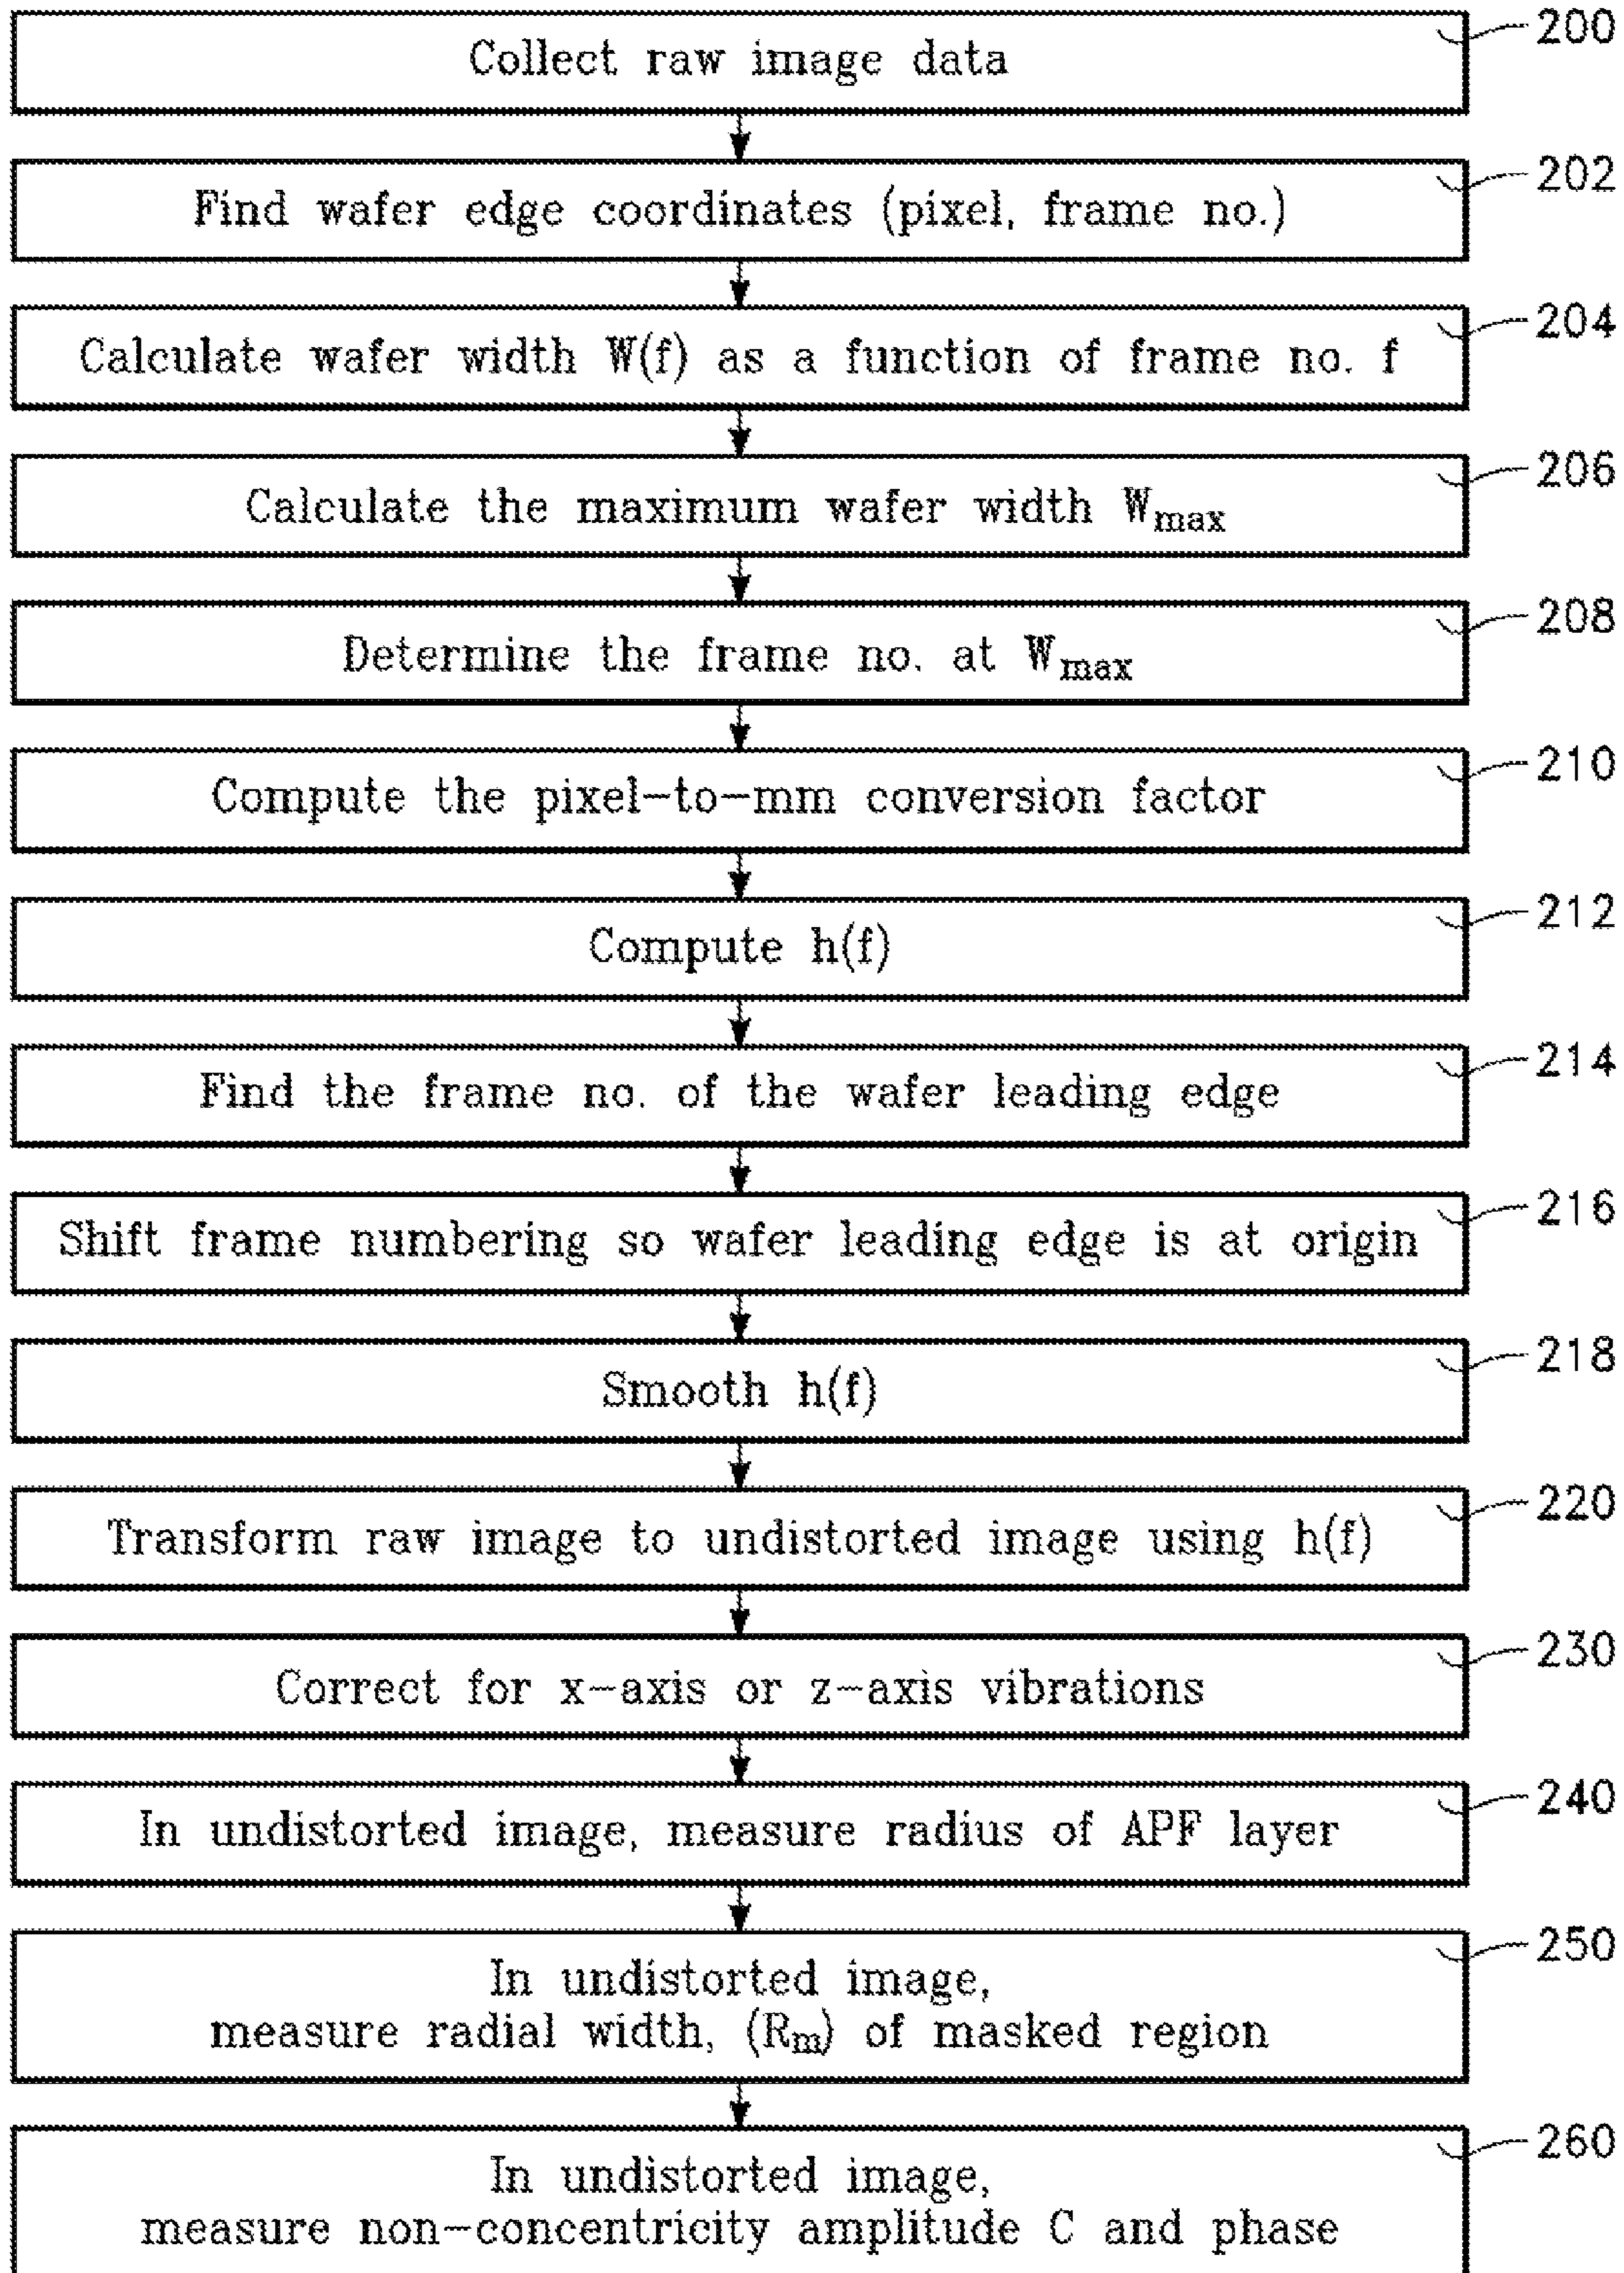 200
Collect raw image data
202
Find wafer edge coordinates (pixel, frame no.)
204
Calculate wafer width W(f) as a function of frame no. f
206
Calculate the maximum wafer width Wmax
208
Determine the frame no. at Wmax
210
Compute the pixel-to-mm conversion factor
212
Compute h(f)
214
Find the frame no. of the wafer leading edge
216
Shift frame numbering so wafer leading edge is at origin
218
Smooth h(f)
220
Transform raw image to undistorted image using h(f)
230
Correct for x-axis or z-axis vibrations
240
In undistorted image, measure radius of APF layer
250
In undistorted image,
measure radial width, (Rm) of masked region
260
In undistorted image,
measure non-concentricity amplitude C and phase